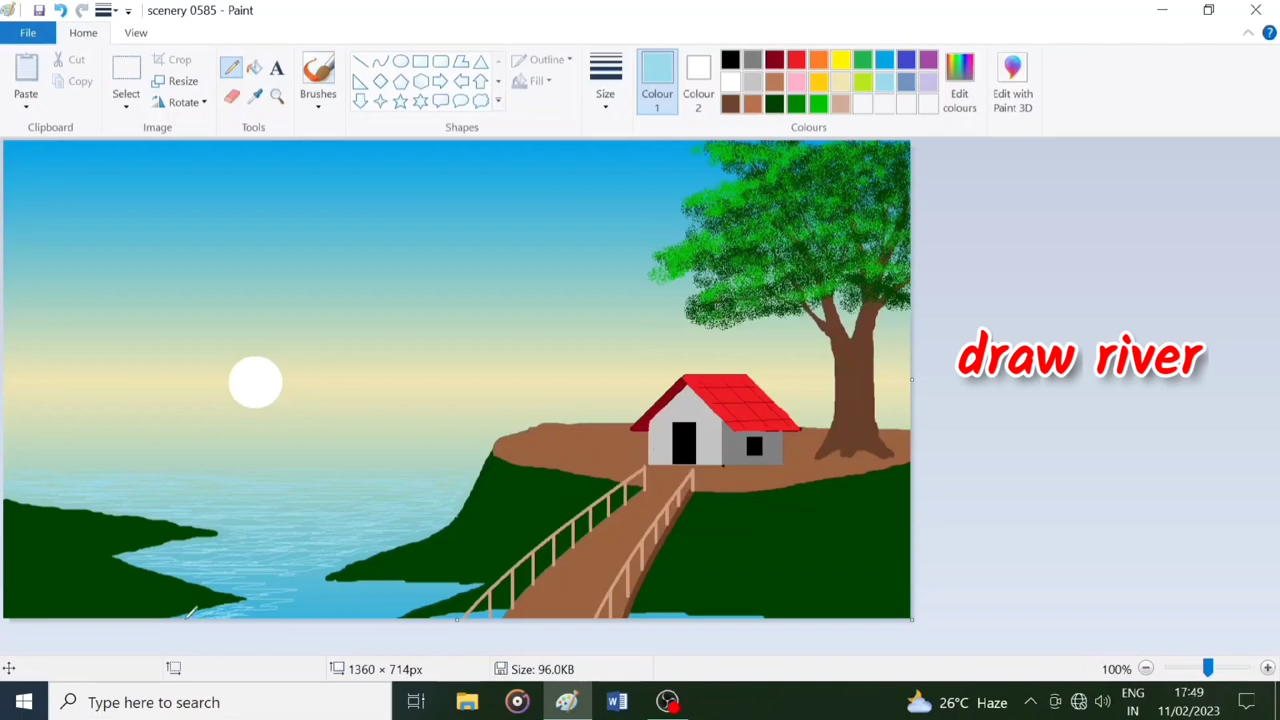 scenery 0585 - Paint
File
Home
View
Paste
Cut
Copy
Clipboard
Select
Crop
Resize
Rotate
Image
A
Tools
Brushes
Outline
Fill
Shapes
Size
Colour
1
Colour
2
Edit
colours
Edit with
Paint 3D
Colours
draw river
1360 × 714px
Size: 96.0KB
100%
Type here to search
W
26°C Haze
ENG
IN
17:49
11/02/2023